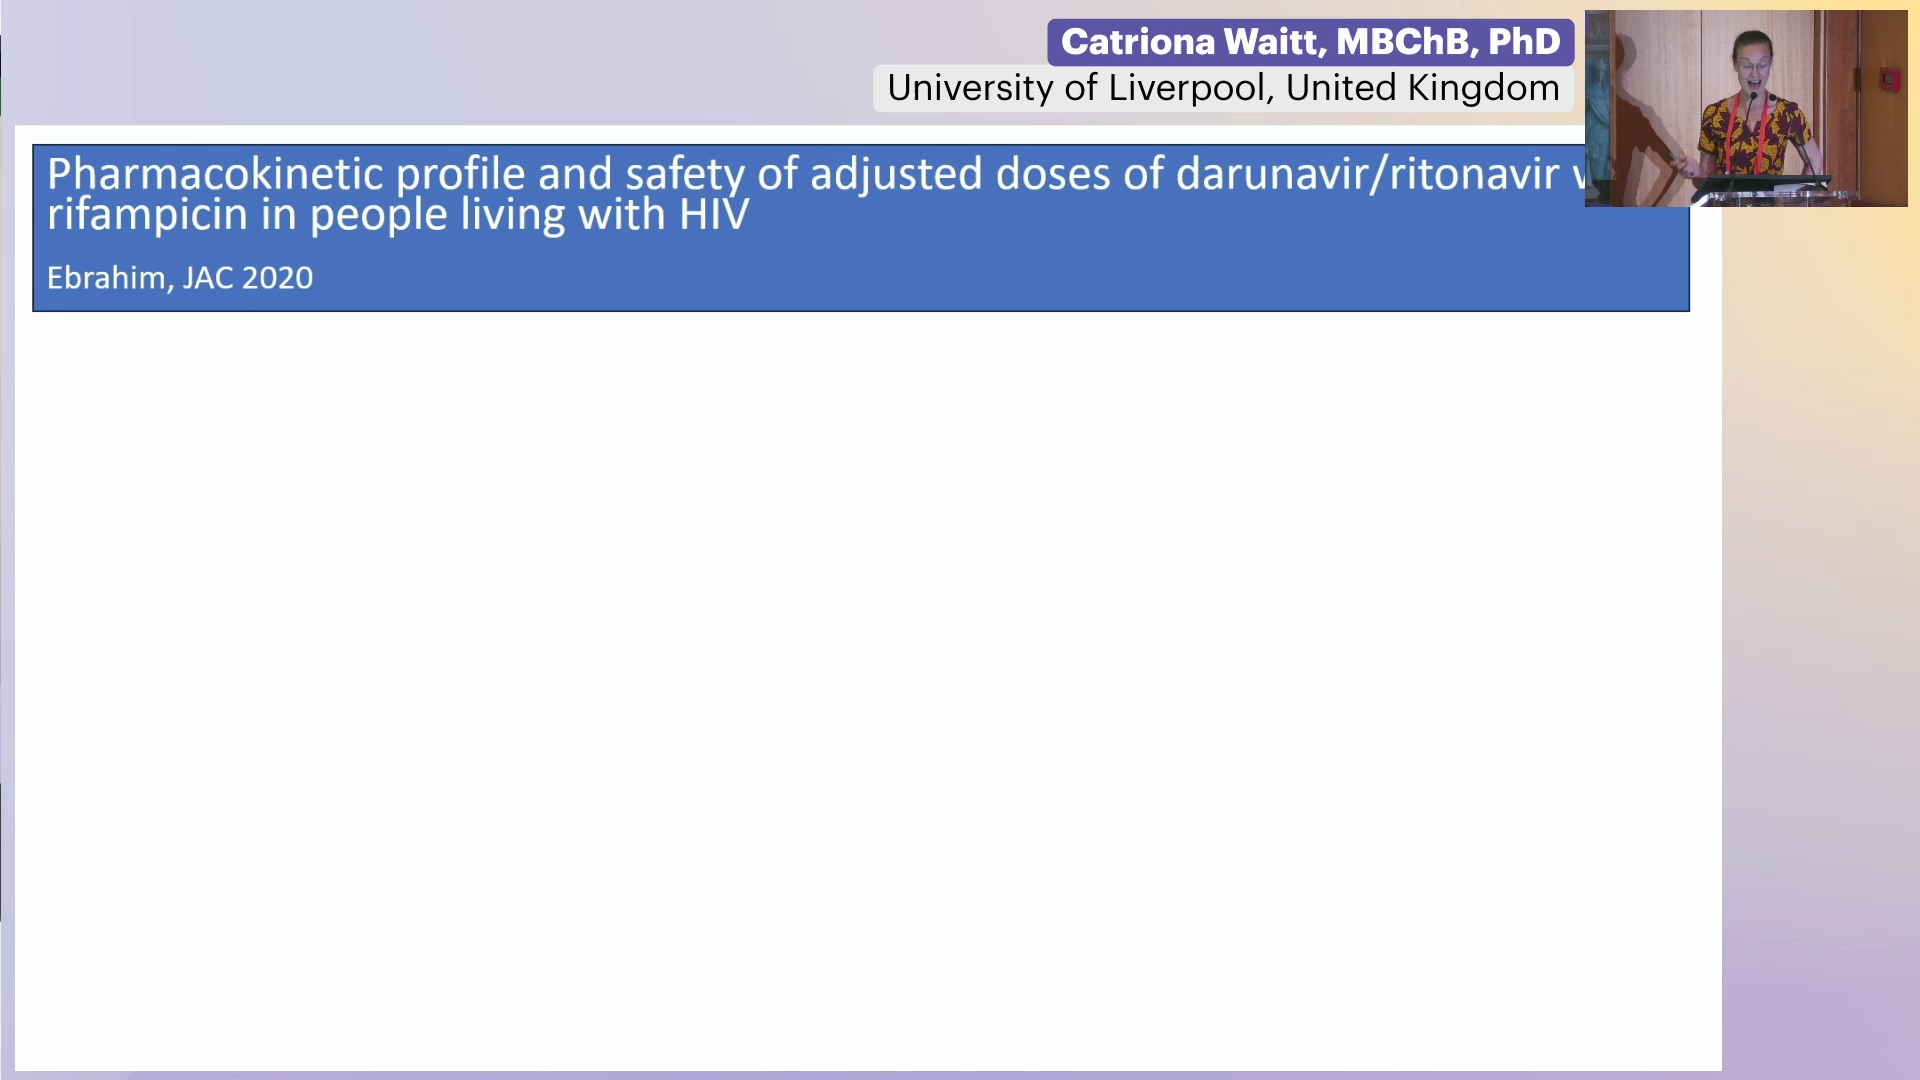 Catriona Waitt, MBChB, PhD
University of Liverpool, United Kingdom
Pharmacokinetic profile and safety of adjusted doses of darunavir/ritonavir
rifampicin in people living with HIV
Ebrahim, JAC 2020